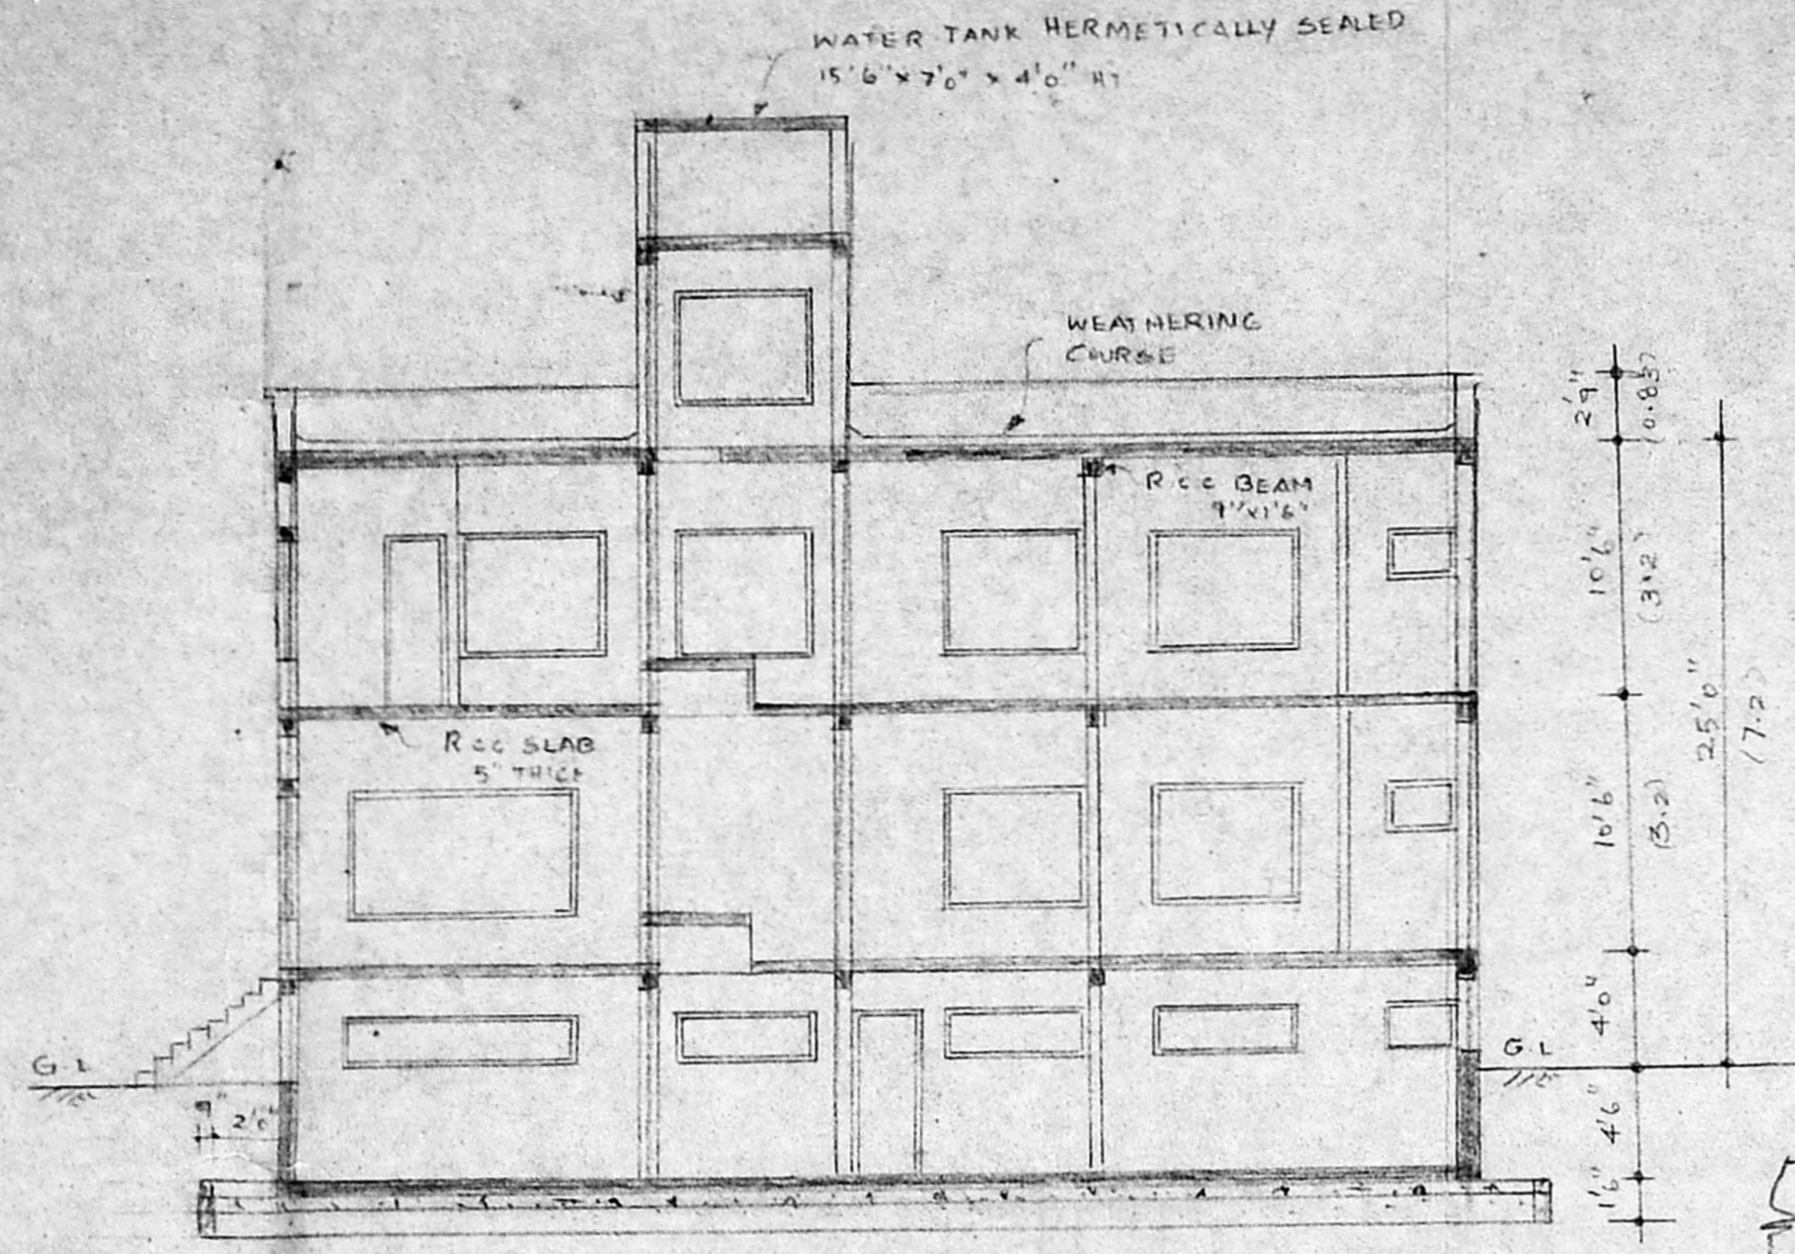 WATER TANK HERMETICALLY SEALED
15'6" x 7'0" x 4'0" HT
WEATHERING
COURSE
2'9"
(0.83)
R C C BEAM
9"x1'6"
10'6"
(3.2)
25'0"
(7.2)
R C C SLAB
5" THICK
10'6"
(3.2)
4'0"
G.L
G.L
9"
2'0"
4'6"
1'6"